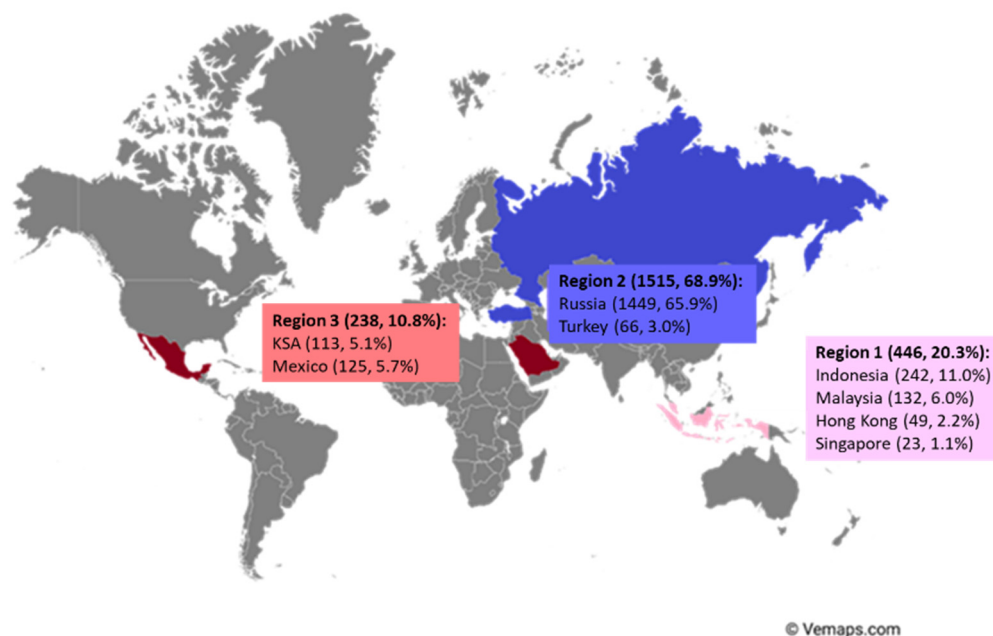 Region 2 (1515, 68.9%):
Russia (1449, 65.9%)
Turkey (66, 3.0%)
Region 3 (238, 10.8%):
KSA (113, 5.1%)
Mexico (125, 5.7%)
Region 1 (446, 20.3%):
Indonesia (242, 11.0%)
Malaysia (132, 6.0%)
Hong Kong (49, 2.2%)
Singapore (23, 1.1%)
© Vemaps.com